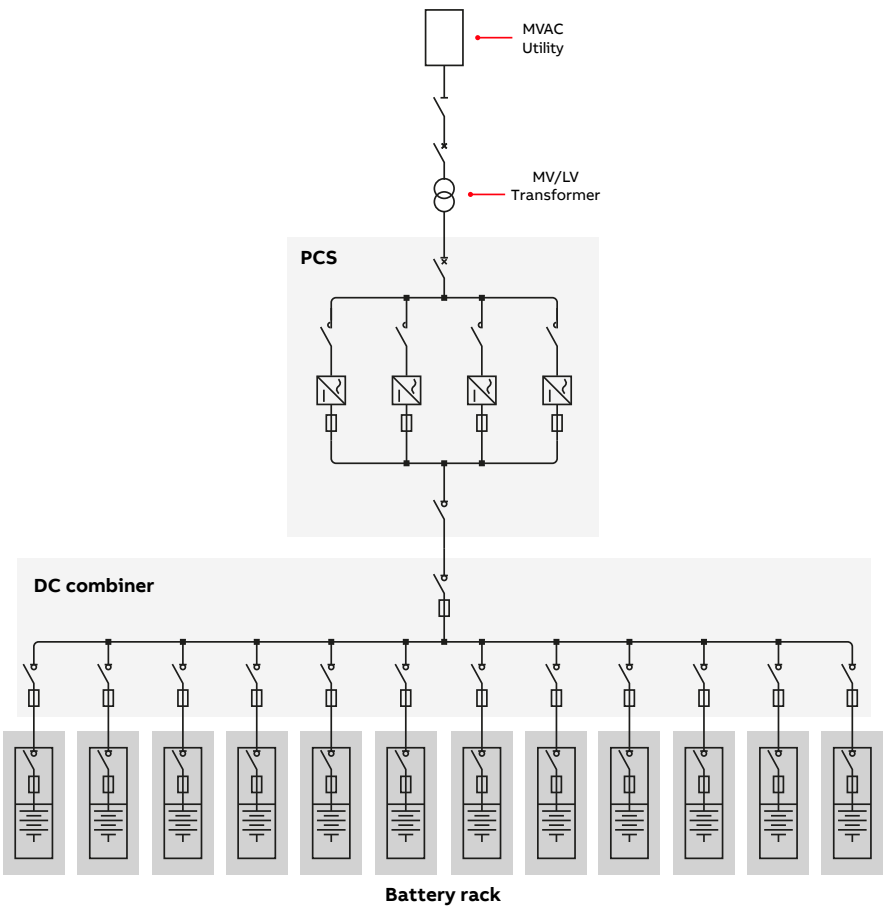 MVAC
Utility
MV/LV
Transformer
PCS
DC combiner
Battery rack